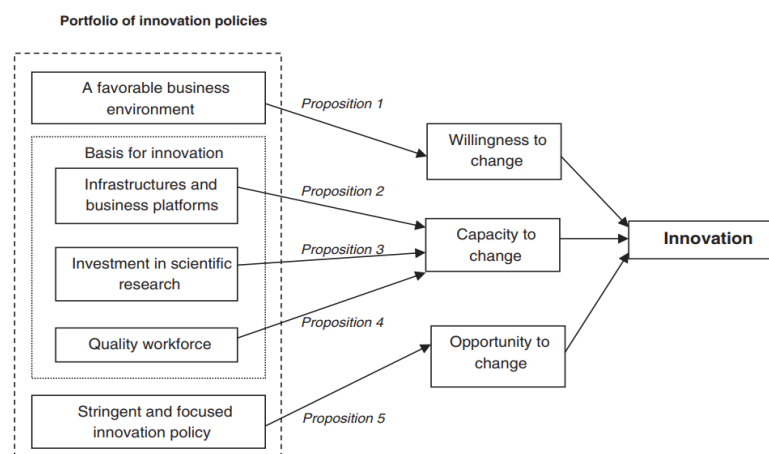 Portfolio of innovation policies
A favorable business
environment
Proposition 1
Willingness to
change
Basis for innovation
Infrastructures and
business platforms
Proposition 2
Investment in scientific
research
Proposition 3
Capacity to
change
Innovation
Quality workforce
Proposition 4
Opportunity to
change
Stringent and focused
innovation policy
Proposition 5